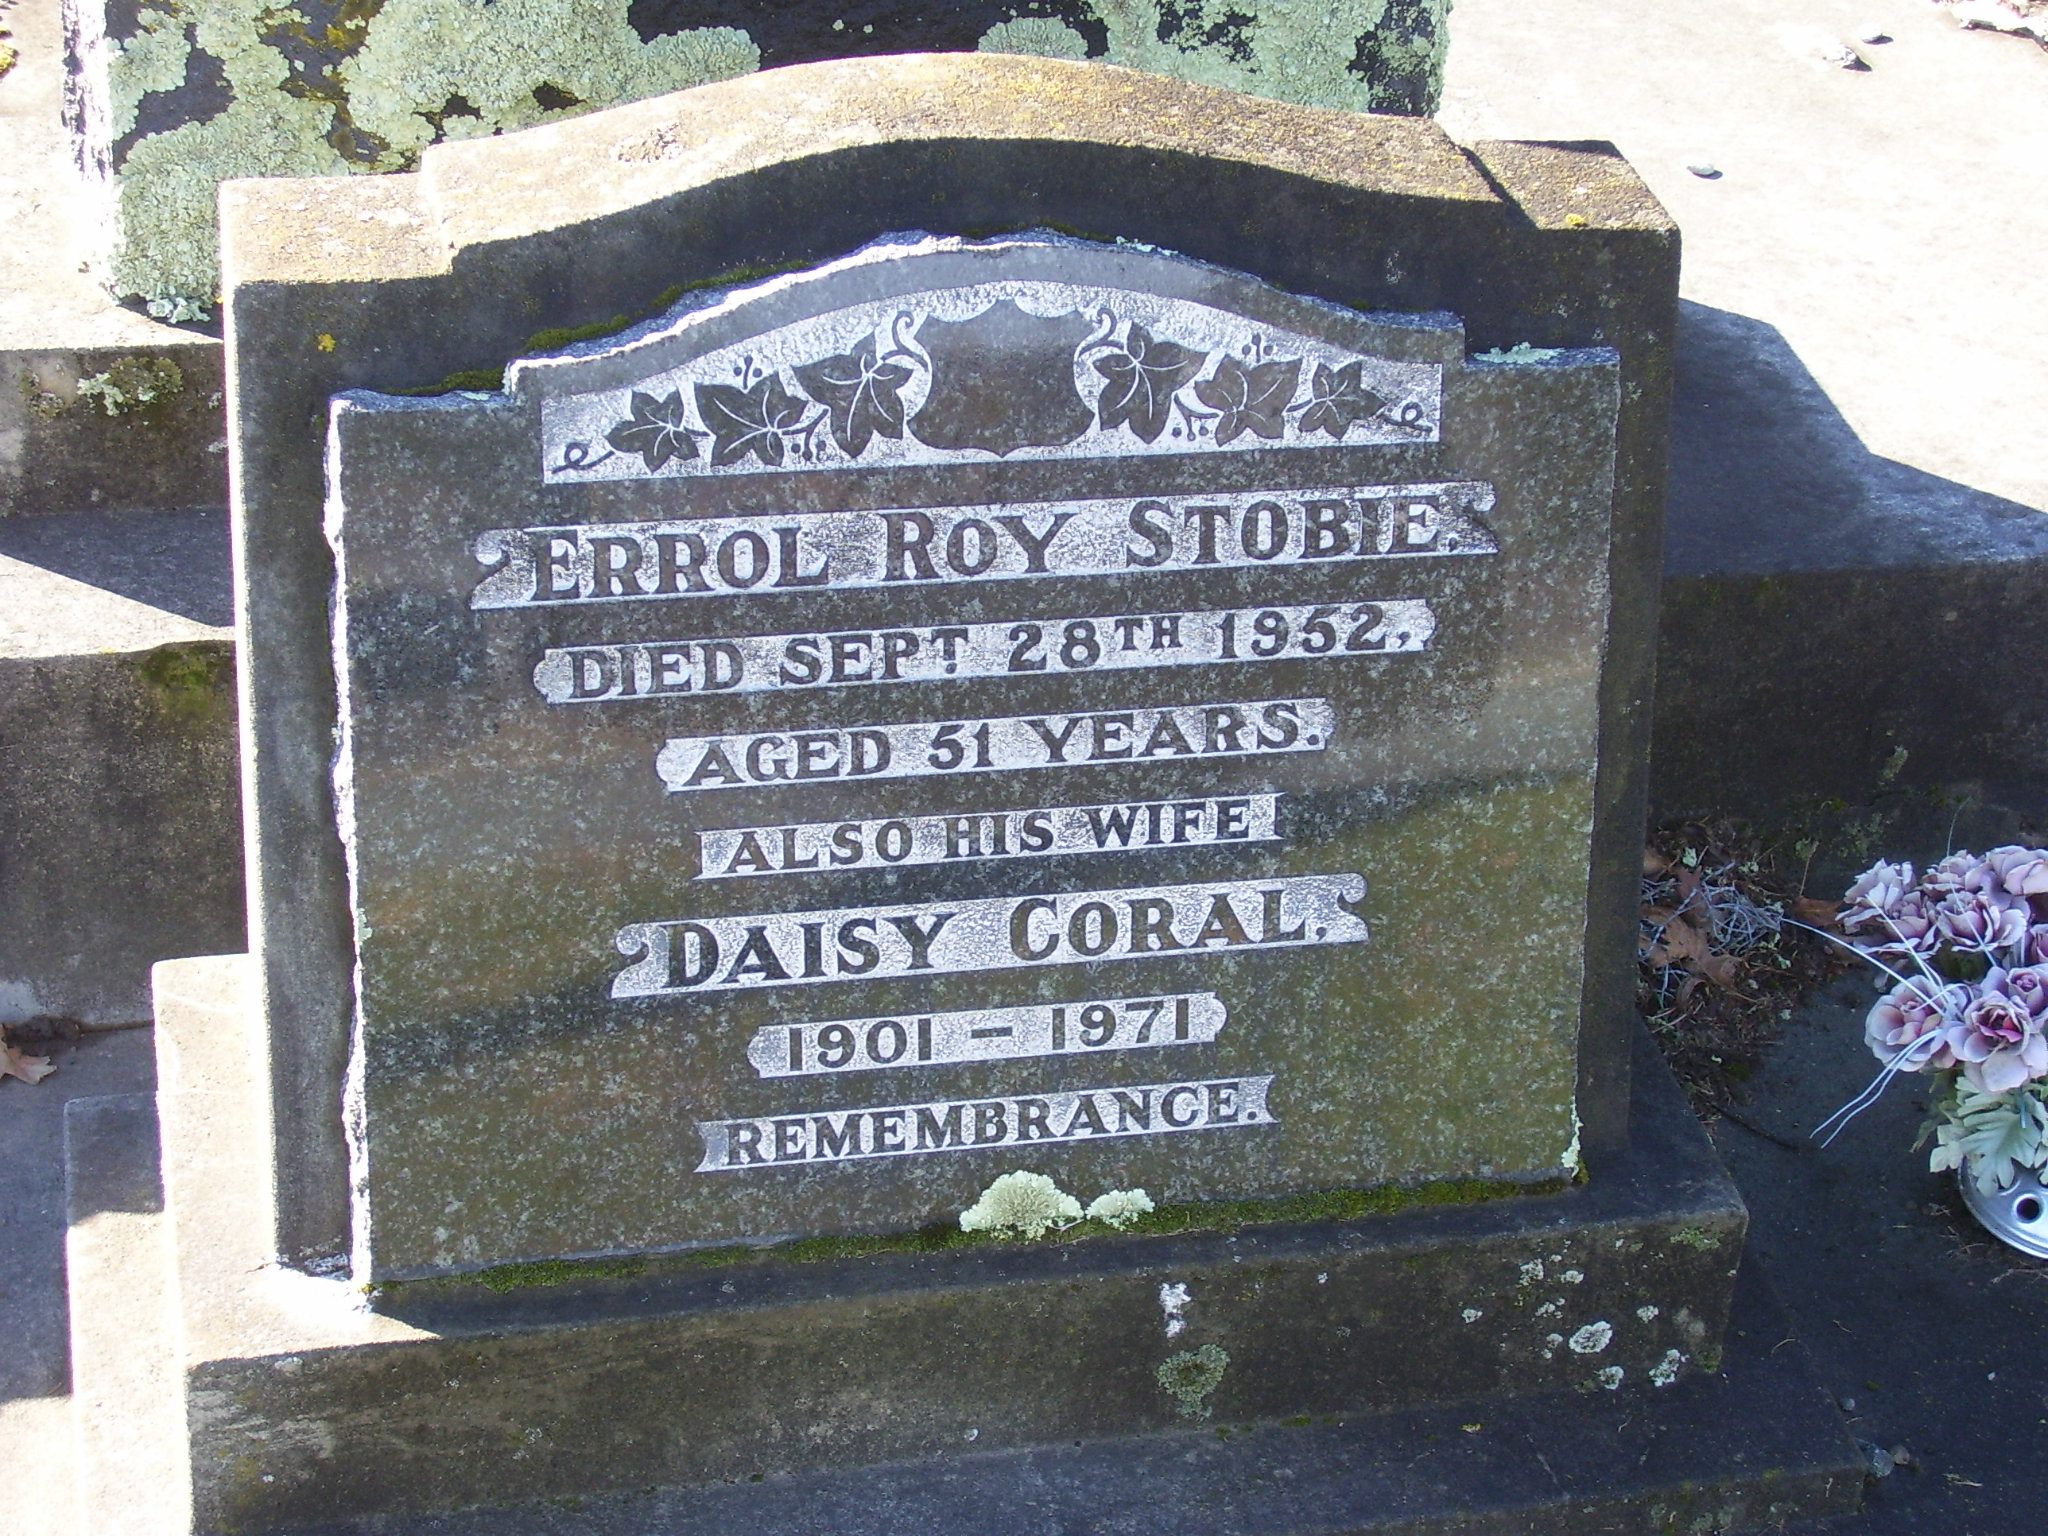 ERROL ROY STOBIE.
DIED SEPT. 28TH 1952,
AGED 51 YEARS.
ALSO HIS WIFE
DAISY CORAL.
1901 - 1971
REMEMBRANCE.